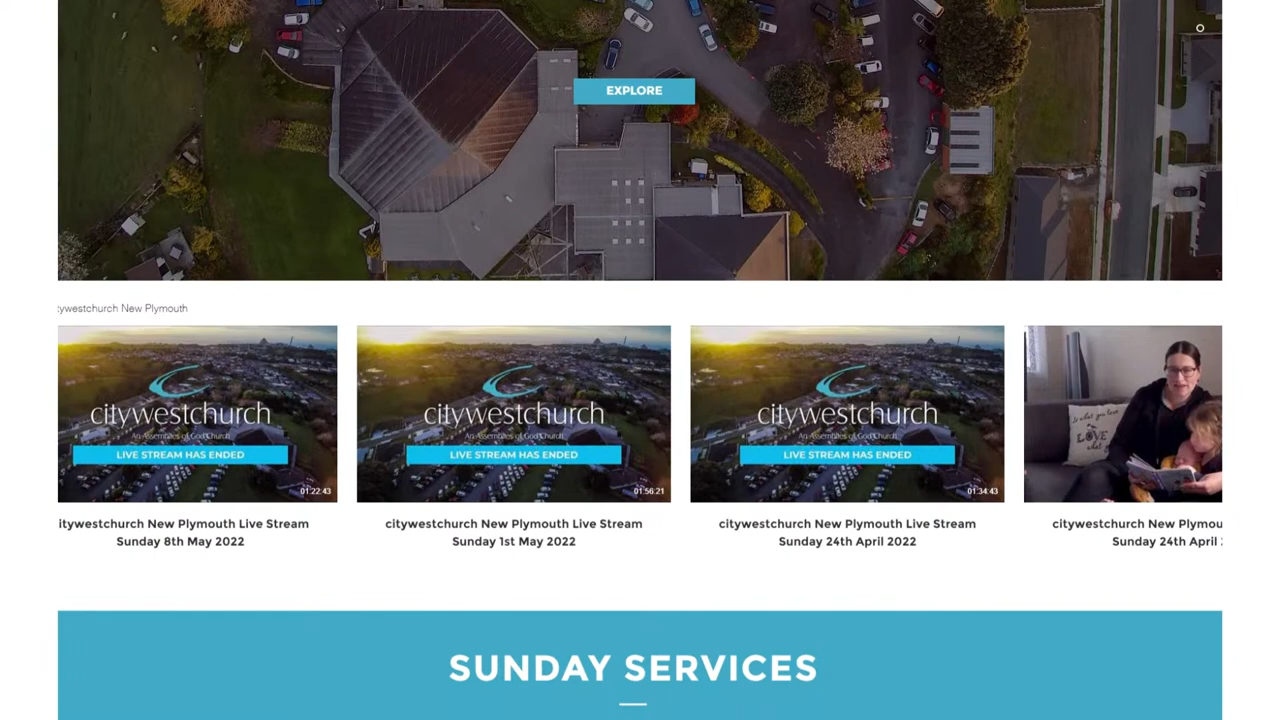 EXPLORE
tywestchurch New Plymouth
citywestchurch
An Assemblies of God Church
LIVE STREAM HAS ENDED
01:22:43
citywestchurch
An Assemblies of God Church
LIVE STREAM HAS ENDED
01:56:21
citywestchurch
An Assemblies of God Church
LIVE STREAM HAS ENDED
01:34:43
LOVE
itywestchurch New Plymouth Live Stream
Sunday 8th May 2022
citywestchurch New Plymouth Live Stream
Sunday 1st May 2022
citywestchurch New Plymouth Live Stream
Sunday 24th April 2022
citywestchurch New Plymou
Sunday 24th April
SUNDAY SERVICES